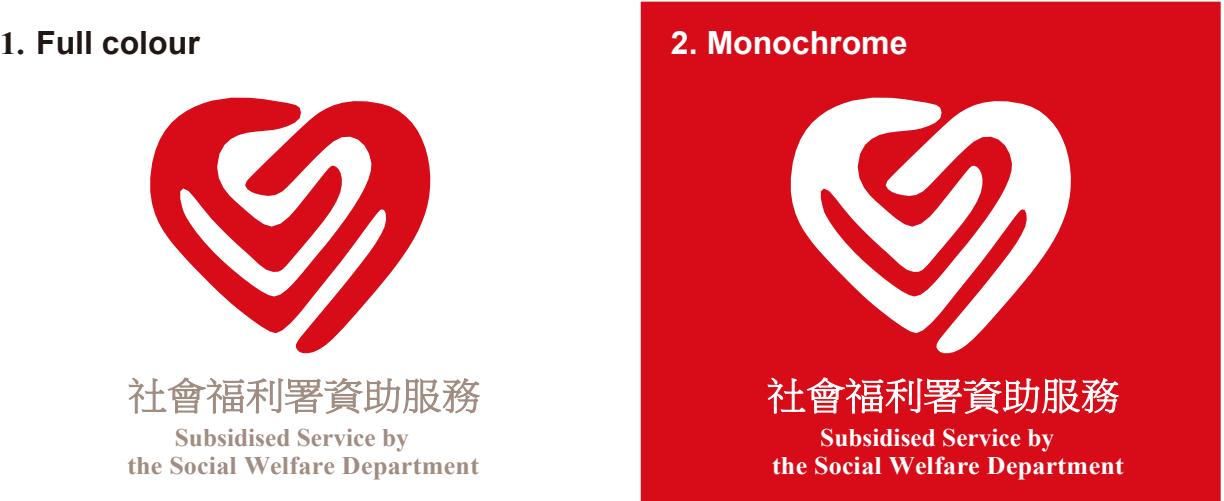 1. Full colour
社會福利署資助服務
Subsidised Service by
the Social Welfare Department
2. Monochrome
社會福利署資助服務
Subsidised Service by
the Social Welfare Department